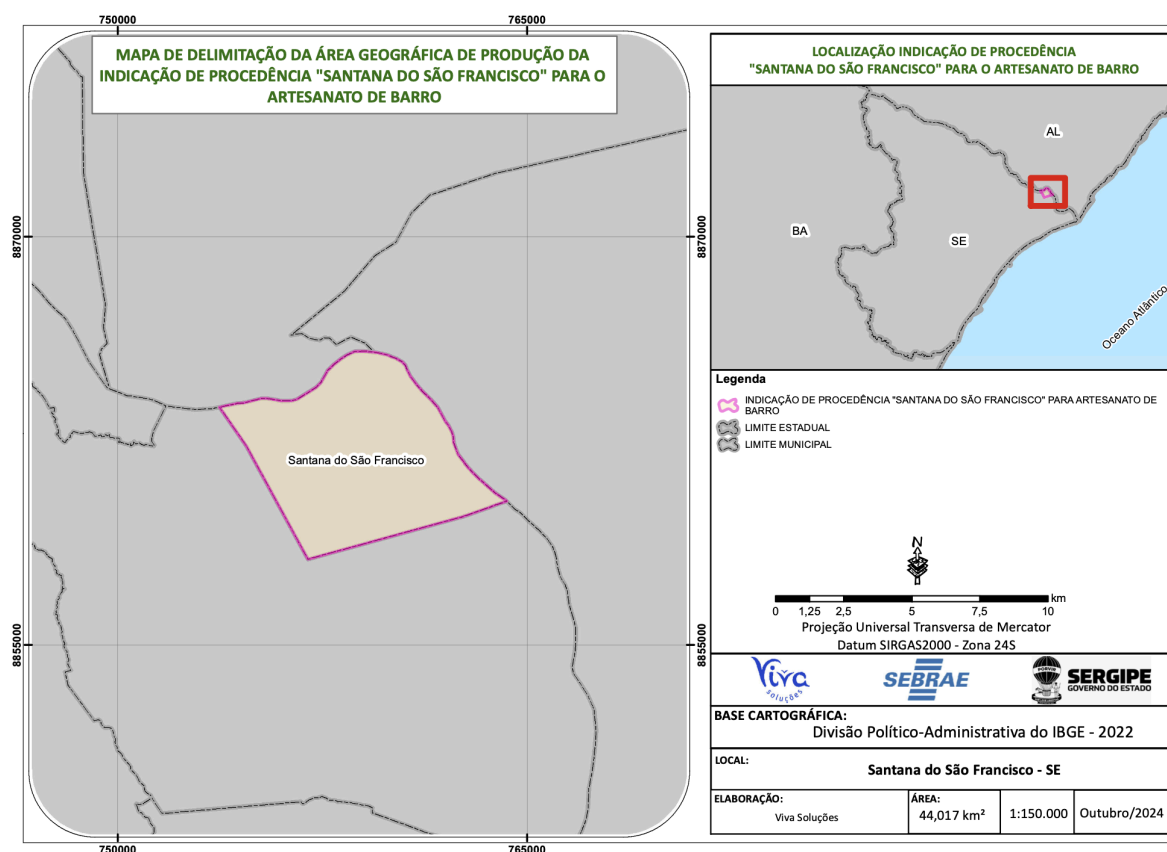 750000
765000
MAPA DE DELIMITAÇÃO DA ÁREA GEOGRÁFICA DE PRODUÇÃO DA
INDICAÇÃO DE PROCEDÊNCIA "SANTANA DO SÃO FRANCISCO" PARA O
ARTESANATO DE BARRO
8870000
8870000
Santana do São Francisco
8855000
8855000
750000
765000
LOCALIZAÇÃO INDICAÇÃO DE PROCEDÊNCIA
"SANTANA DO SÃO FRANCISCO" PARA O ARTESANATO DE BARRO
AL
BA
SE
Oceano Atlântico
Legenda
INDICAÇÃO DE PROCEDÊNCIA "SANTANA DO SÃO FRANCISCO" PARA ARTESANATO DE
BARRO
LIMITE ESTADUAL
LIMITE MUNICIPAL
N
km
0 1,25 2,5 5 7,5 10
Projeção Universal Transversa de Mercator
Datum SIRGAS2000 - Zona 24S
Viva
soluções
SEBRAE
SERGIPE
GOVERNO DO ESTADO
BASE CARTOGRÁFICA:
Divisão Político-Administrativa do IBGE - 2022
LOCAL:
Santana do São Francisco - SE
ELABORAÇÃO:
Viva Soluções
ÁREA:
44,017 km²
1:150.000
Outubro/2024